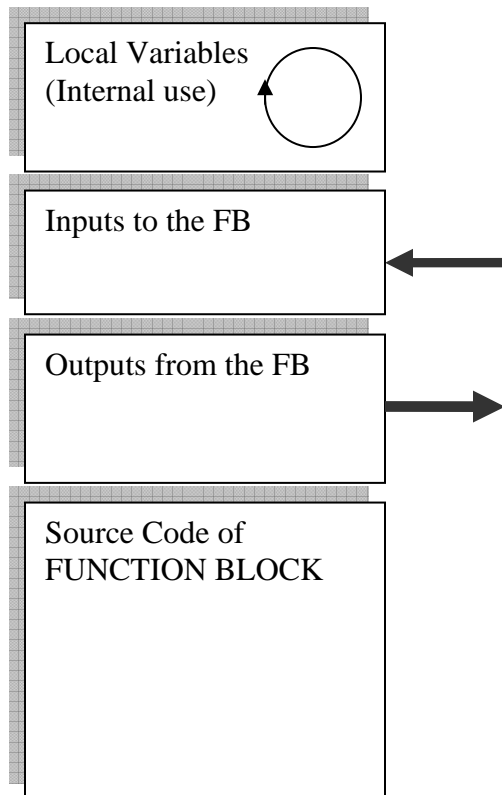 Local Variables
(Internal use)
Inputs to the FB
Outputs from the FB
Source Code of
FUNCTION BLOCK